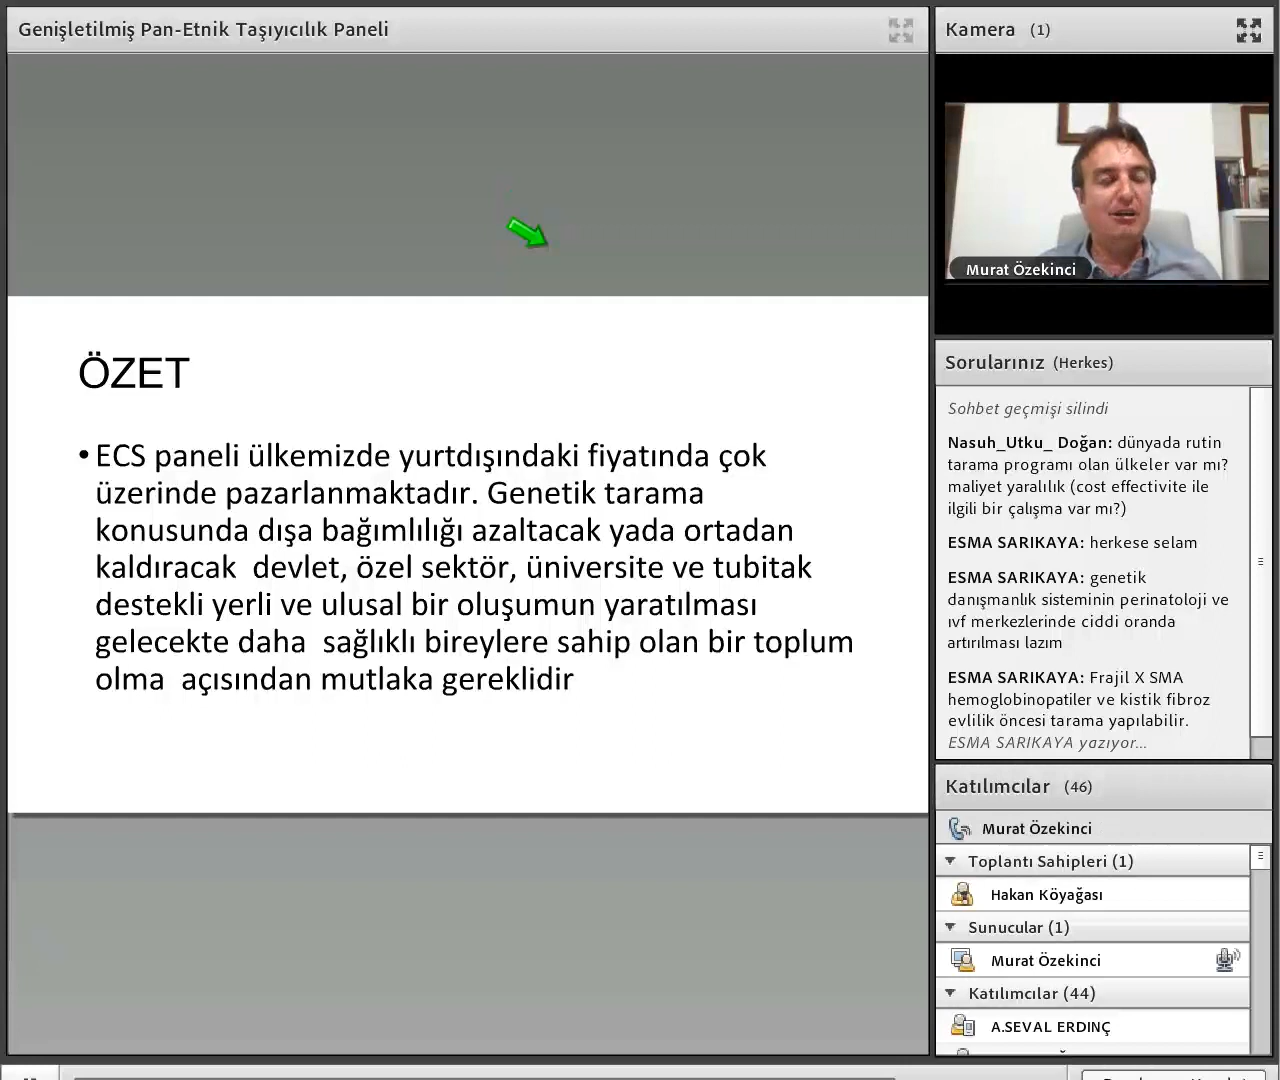 Genişletilmiş Pan-Etnik Taşıyıcılık Paneli
ÖZET
• ECS paneli ülkemizde yurtdışındaki fiyatında çok
üzerinde pazarlanmaktadır. Genetik tarama
konusunda dışa bağımlılığı azaltacak yada ortadan
kaldıracak  devlet, özel sektör, üniversite ve tubitak
destekli yerli ve ulusal bir oluşumun yaratılması
gelecekte daha  sağlıklı bireylere sahip olan bir toplum
olma  açısından mutlaka gereklidir
Kamera (1)
Murat Özekinci
Sorularınız (Herkes)
Sohbet geçmişi silindi
Nasuh_Utku_ Doğan: dünyada rutin
tarama programı olan ülkeler var mı?
maliyet yaralılık (cost effectivite ile
ilgili bir çalışma var mı?)
ESMA SARIKAYA: herkese selam
ESMA SARIKAYA: genetik
danışmanlık sisteminin perinatoloji ve
ıvf merkezlerinde ciddi oranda
artırılması lazım
ESMA SARIKAYA: Frajil X SMA
hemoglobinopatiler ve kistik fibroz
evlilik öncesi tarama yapılabilir.
ESMA SARIKAYA yazıyor...
Katılımcılar (46)
Murat Özekinci
Toplantı Sahipleri (1)
Hakan Köyağası
Sunucular (1)
Murat Özekinci
Katılımcılar (44)
A.SEVAL ERDINÇ